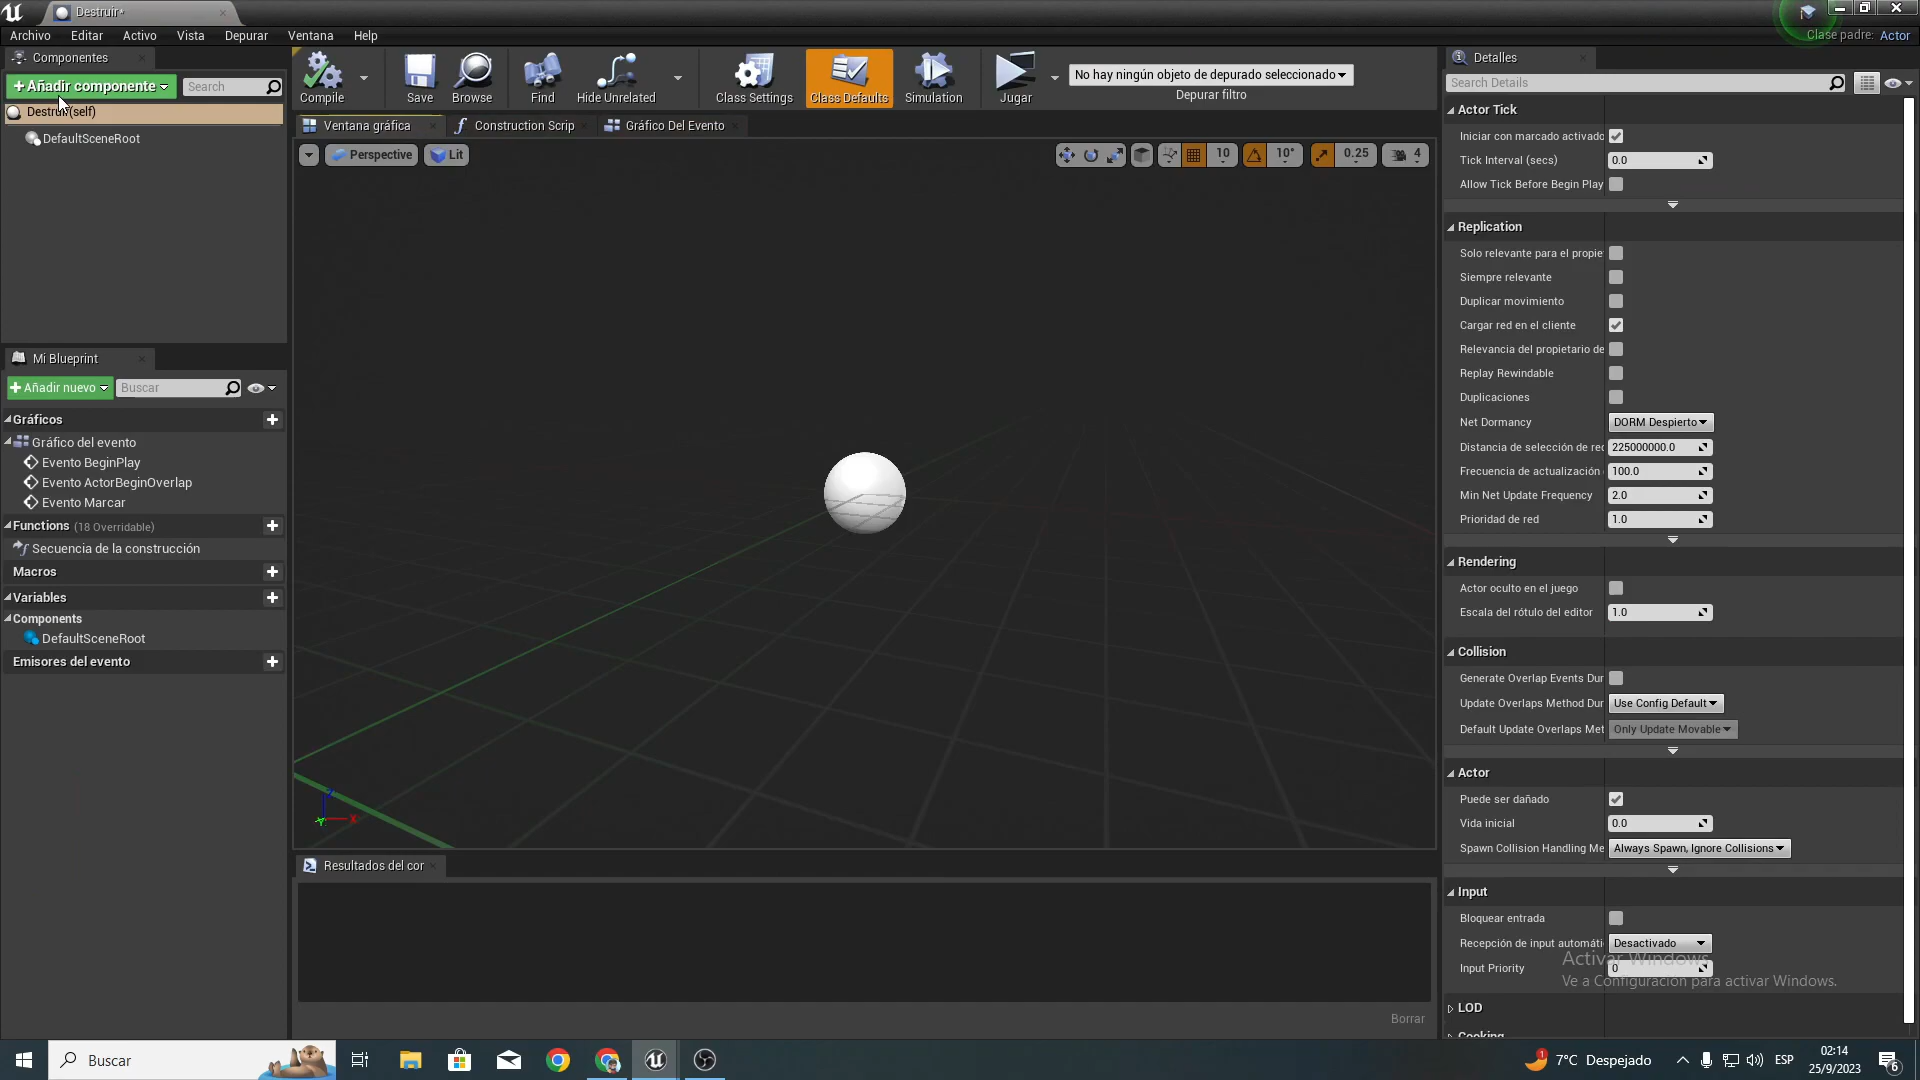 Destruir*
Archivo Editar Activo Vista Depurar Ventana Help
Clase padre: Actor
Componentes
+Añadir componente
Search
Destruir(self)
DefaultSceneRoot
Mi Blueprint
+Añadir nuevo
Buscar
Gráficos
Gráfico del evento
Evento BeginPlay
Evento ActorBeginOverlap
Evento Marcar
Functions (18 Overridable)
Secuencia de la construcción
Macros
Variables
Components
DefaultSceneRoot
Emisores del evento
Compile
Save
Browse
Find
Hide Unrelated
Class Settings
Class Defaults
Simulation
Jugar
No hay ningún objeto de depurado seleccionado
Depurar filtro
Ventana gráfica
Construction Scrip
Gráfico Del Evento
Perspective
Lit
10
10°
0.25
4
Z
X
Y
Resultados del cor
Borrar
Detalles
Search Details
Actor Tick
Iniciar con marcado activado
Tick Interval (secs) 0.0
Allow Tick Before Begin Play
Replication
Solo relevante para el propie
Siempre relevante
Duplicar movimiento
Cargar red en el cliente
Relevancia del propietario de
Replay Rewindable
Duplicaciones
Net Dormancy DORM Despierto
Distancia de selección de rec 225000000.0
Frecuencia de actualización 100.0
Min Net Update Frequency 2.0
Prioridad de red 1.0
Rendering
Actor oculto en el juego
Escala del rótulo del editor 1.0
Collision
Generate Overlap Events Dur
Update Overlaps Method Dur Use Config Default
Default Update Overlaps Met Only Update Movable
Actor
Puede ser dañado
Vida inicial 0.0
Spawn Collision Handling Me Always Spawn, Ignore Collisions
Input
Bloquear entrada
Recepción de input automáti Desactivado
Input Priority 0
Activar Windows
Ve a Configuración para activar Windows.
LOD
Cooking
Buscar
1
7°C Despejado
ESP
02:14
25/9/2023
6